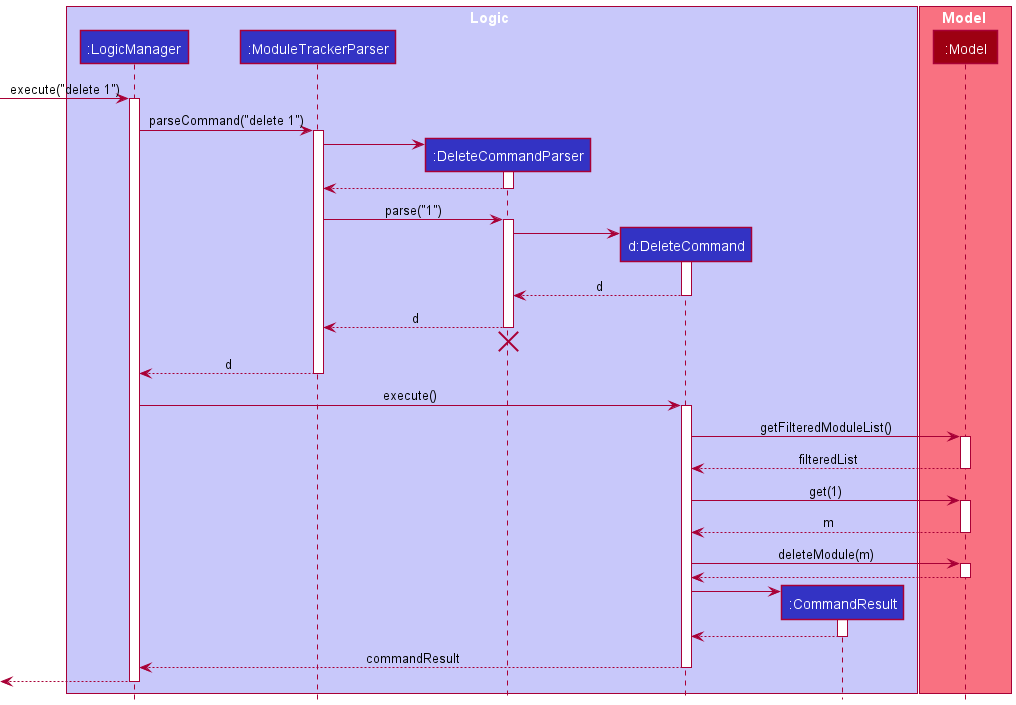 Logic
Model
:LogicManager
:ModuleTrackerParser
:Model
execute("delete 1")
parseCommand("delete 1")
:DeleteCommandParser
parse("1")
d:DeleteCommand
d
d
d
execute()
getFilteredModuleList()
filteredList
get(1)
m
deleteModule(m)
:CommandResult
commandResult